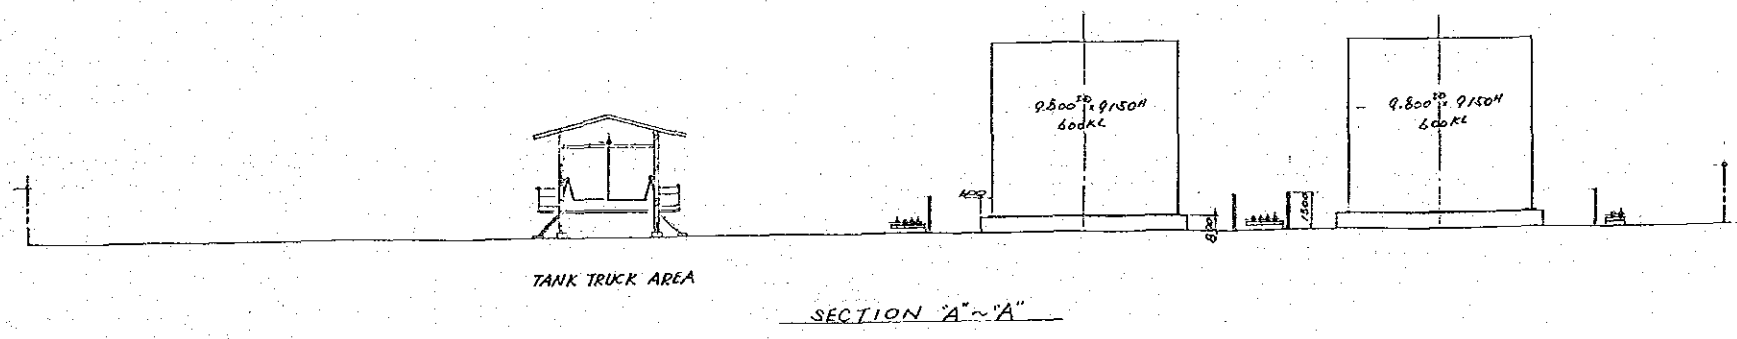 9.800ID x 9150H
600KL
9.800ID x 9150H
600KL
400
1500
800
TANK TRUCK AREA
SECTION "A"~"A"